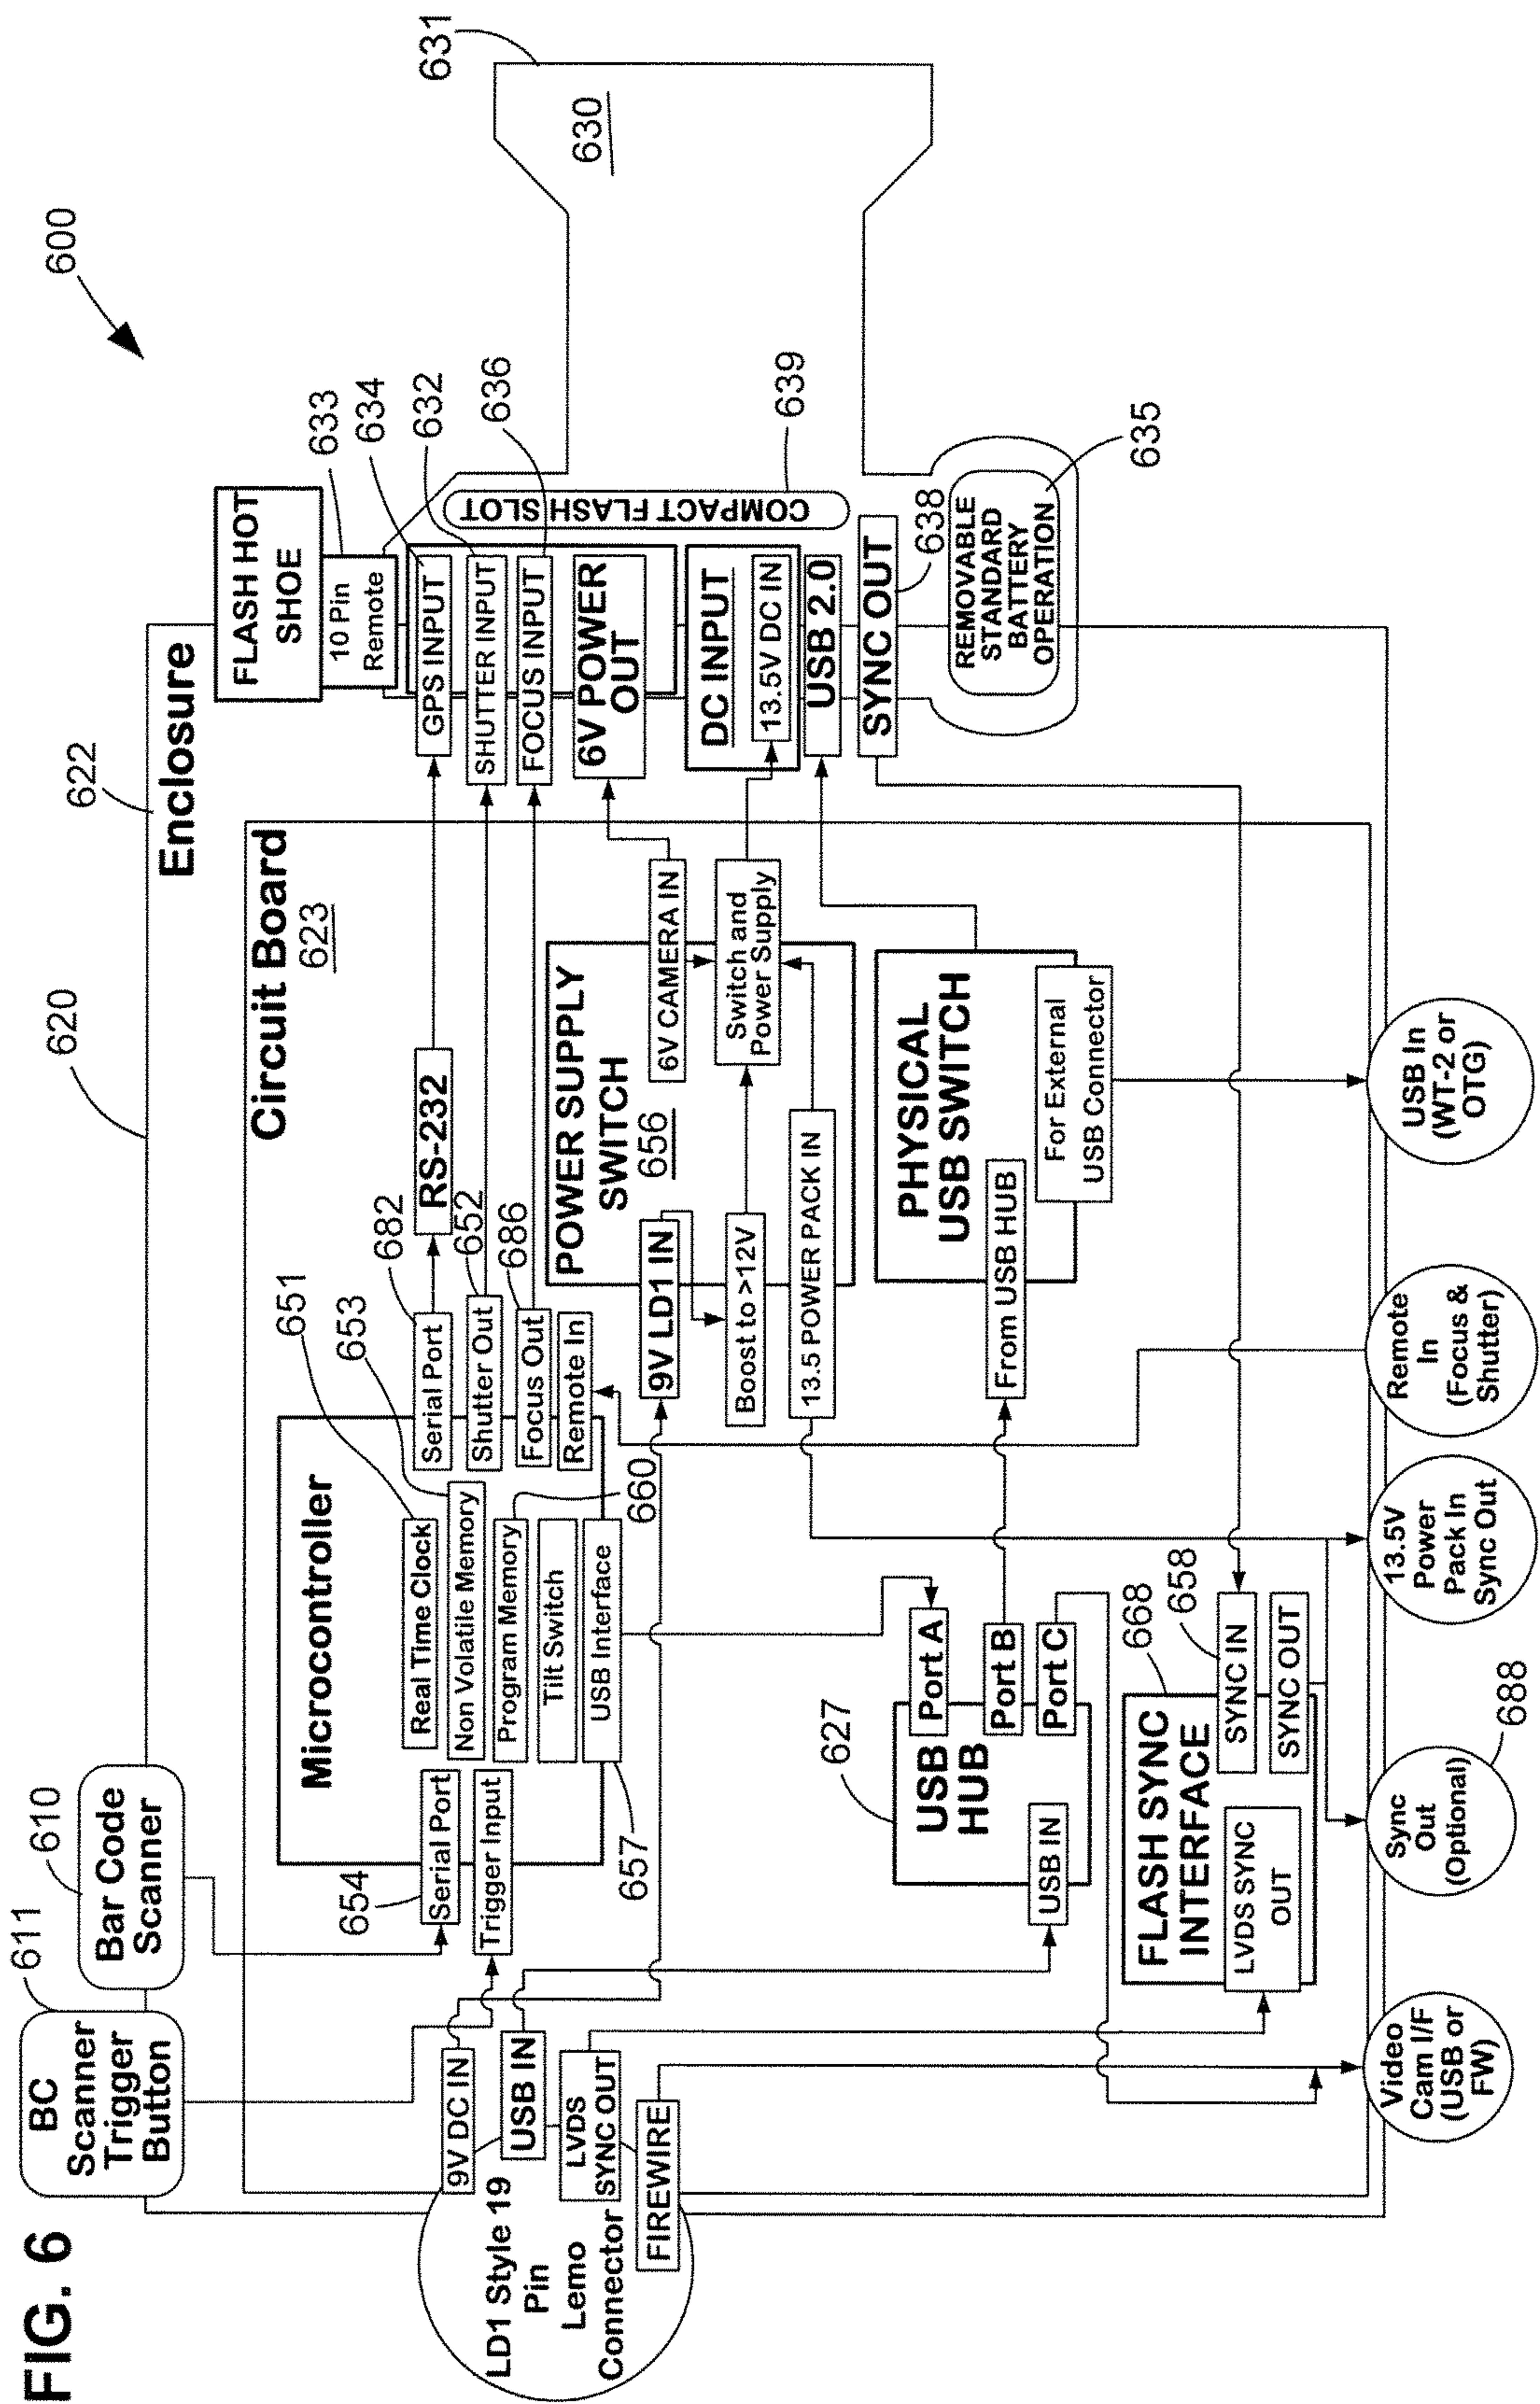 FIG. 6
600
BC
Scanner
Trigger
Button
611
Bar Code
Scanner
610
620
622
Enclosure
Circuit Board
623
LD1 Style 19
Pin
Lemo
Connector
9V DC IN
USB IN
LVDS
SYNC OUT
FIREWIRE
Microcontroller
Serial Port
654
Trigger Input
Real Time Clock
651
Non Volatile Memory
653
Program Memory
660
Tilt Switch
USB Interface
657
Serial Port
682
Shutter Out
652
Focus Out
686
Remote In
RS-232
POWER SUPPLY
SWITCH
656
9V LD1 IN
Boost to >12V
13.5 POWER PACK IN
6V CAMERA IN
Switch and
Power Supply
PHYSICAL
USB SWITCH
From USB HUB
For External
USB Connector
USB
HUB
627
USB IN
Port A
Port B
Port C
FLASH SYNC
INTERFACE
668
LVDS SYNC
OUT
SYNC IN
658
SYNC OUT
FLASH HOT
SHOE
10 Pin
Remote
633
GPS INPUT
634
SHUTTER INPUT
632
FOCUS INPUT
636
6V POWER
OUT
DC INPUT
13.5V DC IN
USB 2.0
SYNC OUT
638
COMPACT FLASH SLOT
639
REMOVABLE
STANDARD
BATTERY
OPERATION
635
630
631
Video
Cam I/F
(USB or
FW)
Sync
Out
(Optional)
688
13.5V
Power
Pack In
Sync Out
Remote
In
(Focus &
Shutter)
USB In
(WT-2 or
OTG)